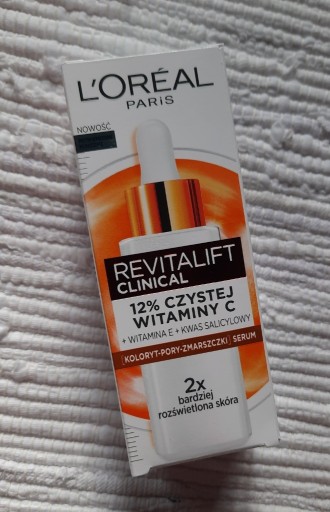 L'ORÉAL
PARIS
NOWOŚĆ
REVITALIFT
CLINICAL
12% CZYSTEJ
WITAMINY C
+ WITAMINA E + KWAS SALICYLOWY
[KOLORYT-PORY-ZMARSZCZKI] SERUM
2x
bardziej
rozświetlona skóra